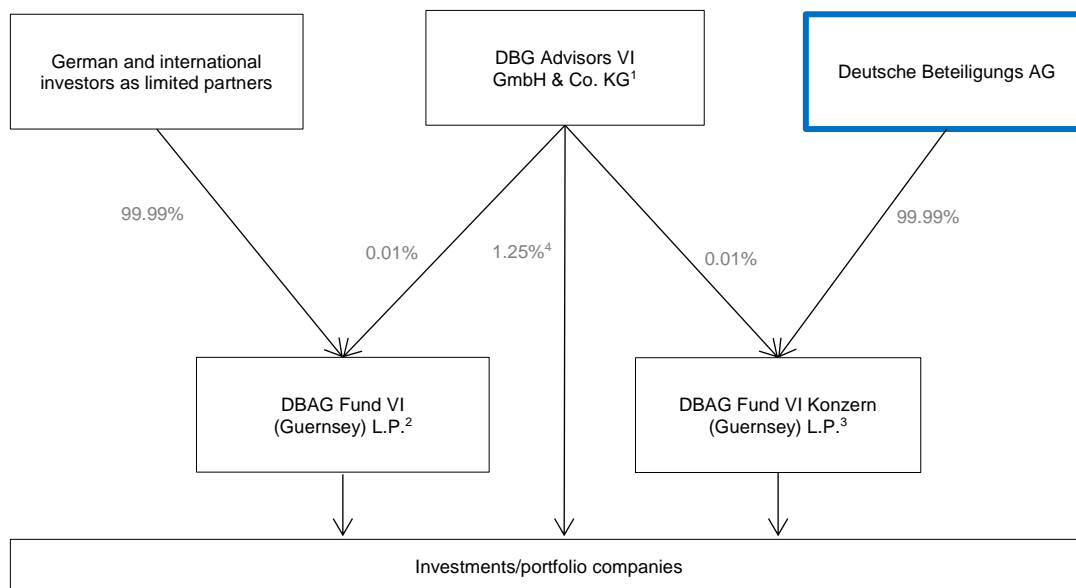 German and international
investors as limited partners
DBG Advisors VI
GmbH & Co. KG¹
Deutsche Beteiligungs AG
99.99%
0.01%
1.25%⁴
0.01%
99.99%
DBAG Fund VI
(Guernsey) L.P.²
DBAG Fund VI Konzern
(Guernsey) L.P.³
Investments/portfolio companies